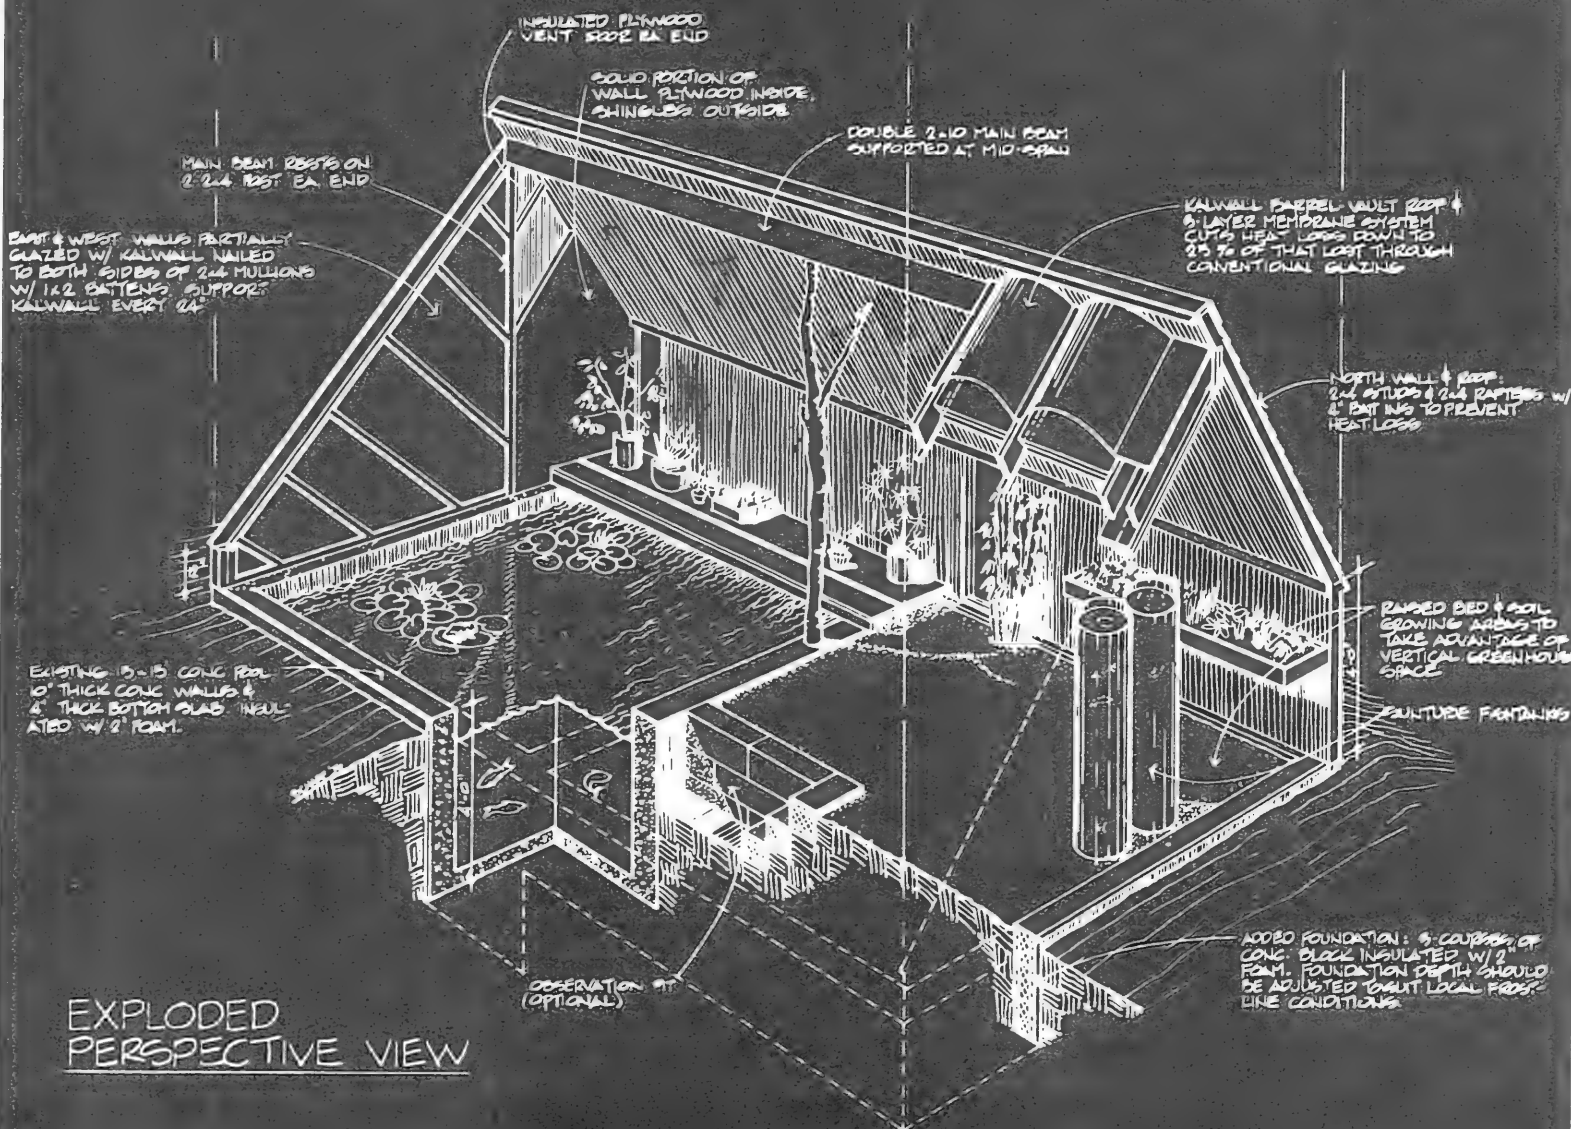 INSULATED PLYWOOD
VENT DOOR EA END
SOLID PORTION OF
WALL PLYWOOD INSIDE,
SHINGLES OUTSIDE
DOUBLE 2x10 MAIN BEAM
SUPPORTED AT MID-SPAN
MAIN BEAM RESTS ON
2 2x4 POST EA END
KALWALL BARREL-VAULT ROOF &
3-LAYER MEMBRANE SYSTEM
CUTS HEAT LOSS DOWN TO
25% OF THAT LOST THROUGH
CONVENTIONAL GLAZING
EAST & WEST WALLS PARTIALLY
GLAZED W/ KALWALL NAILED
TO BOTH SIDES OF 2x4 MULLIONS
W/ 1x2 BATTENS SUPPORT
KALWALL EVERY 24"
NORTH WALL & ROOF:
2x4 STUDS & 2x4 RAFTERS W/
BAT INS TO PREVENT
HEAT LOSS
RAISED BED & SOIL
GROWING AREAS TO
TAKE ADVANTAGE OF
VERTICAL GREENHOUSE
SPACE
SUNTUBE FISHTANKS
EXISTING CONC POOL
10" THICK CONC WALLS &
4" THICK BOTTOM SLAB INSUL-
ATED W/ 2" FOAM.
OBSERVATION PIT
(OPTIONAL)
ADDED FOUNDATION: 3-COURSES OF
CONC. BLOCK INSULATED W/ 2"
FOAM. FOUNDATION DEPTH SHOULD
BE ADJUSTED TO SUIT LOCAL FROST-
LINE CONDITIONS
EXPLODED
PERSPECTIVE VIEW